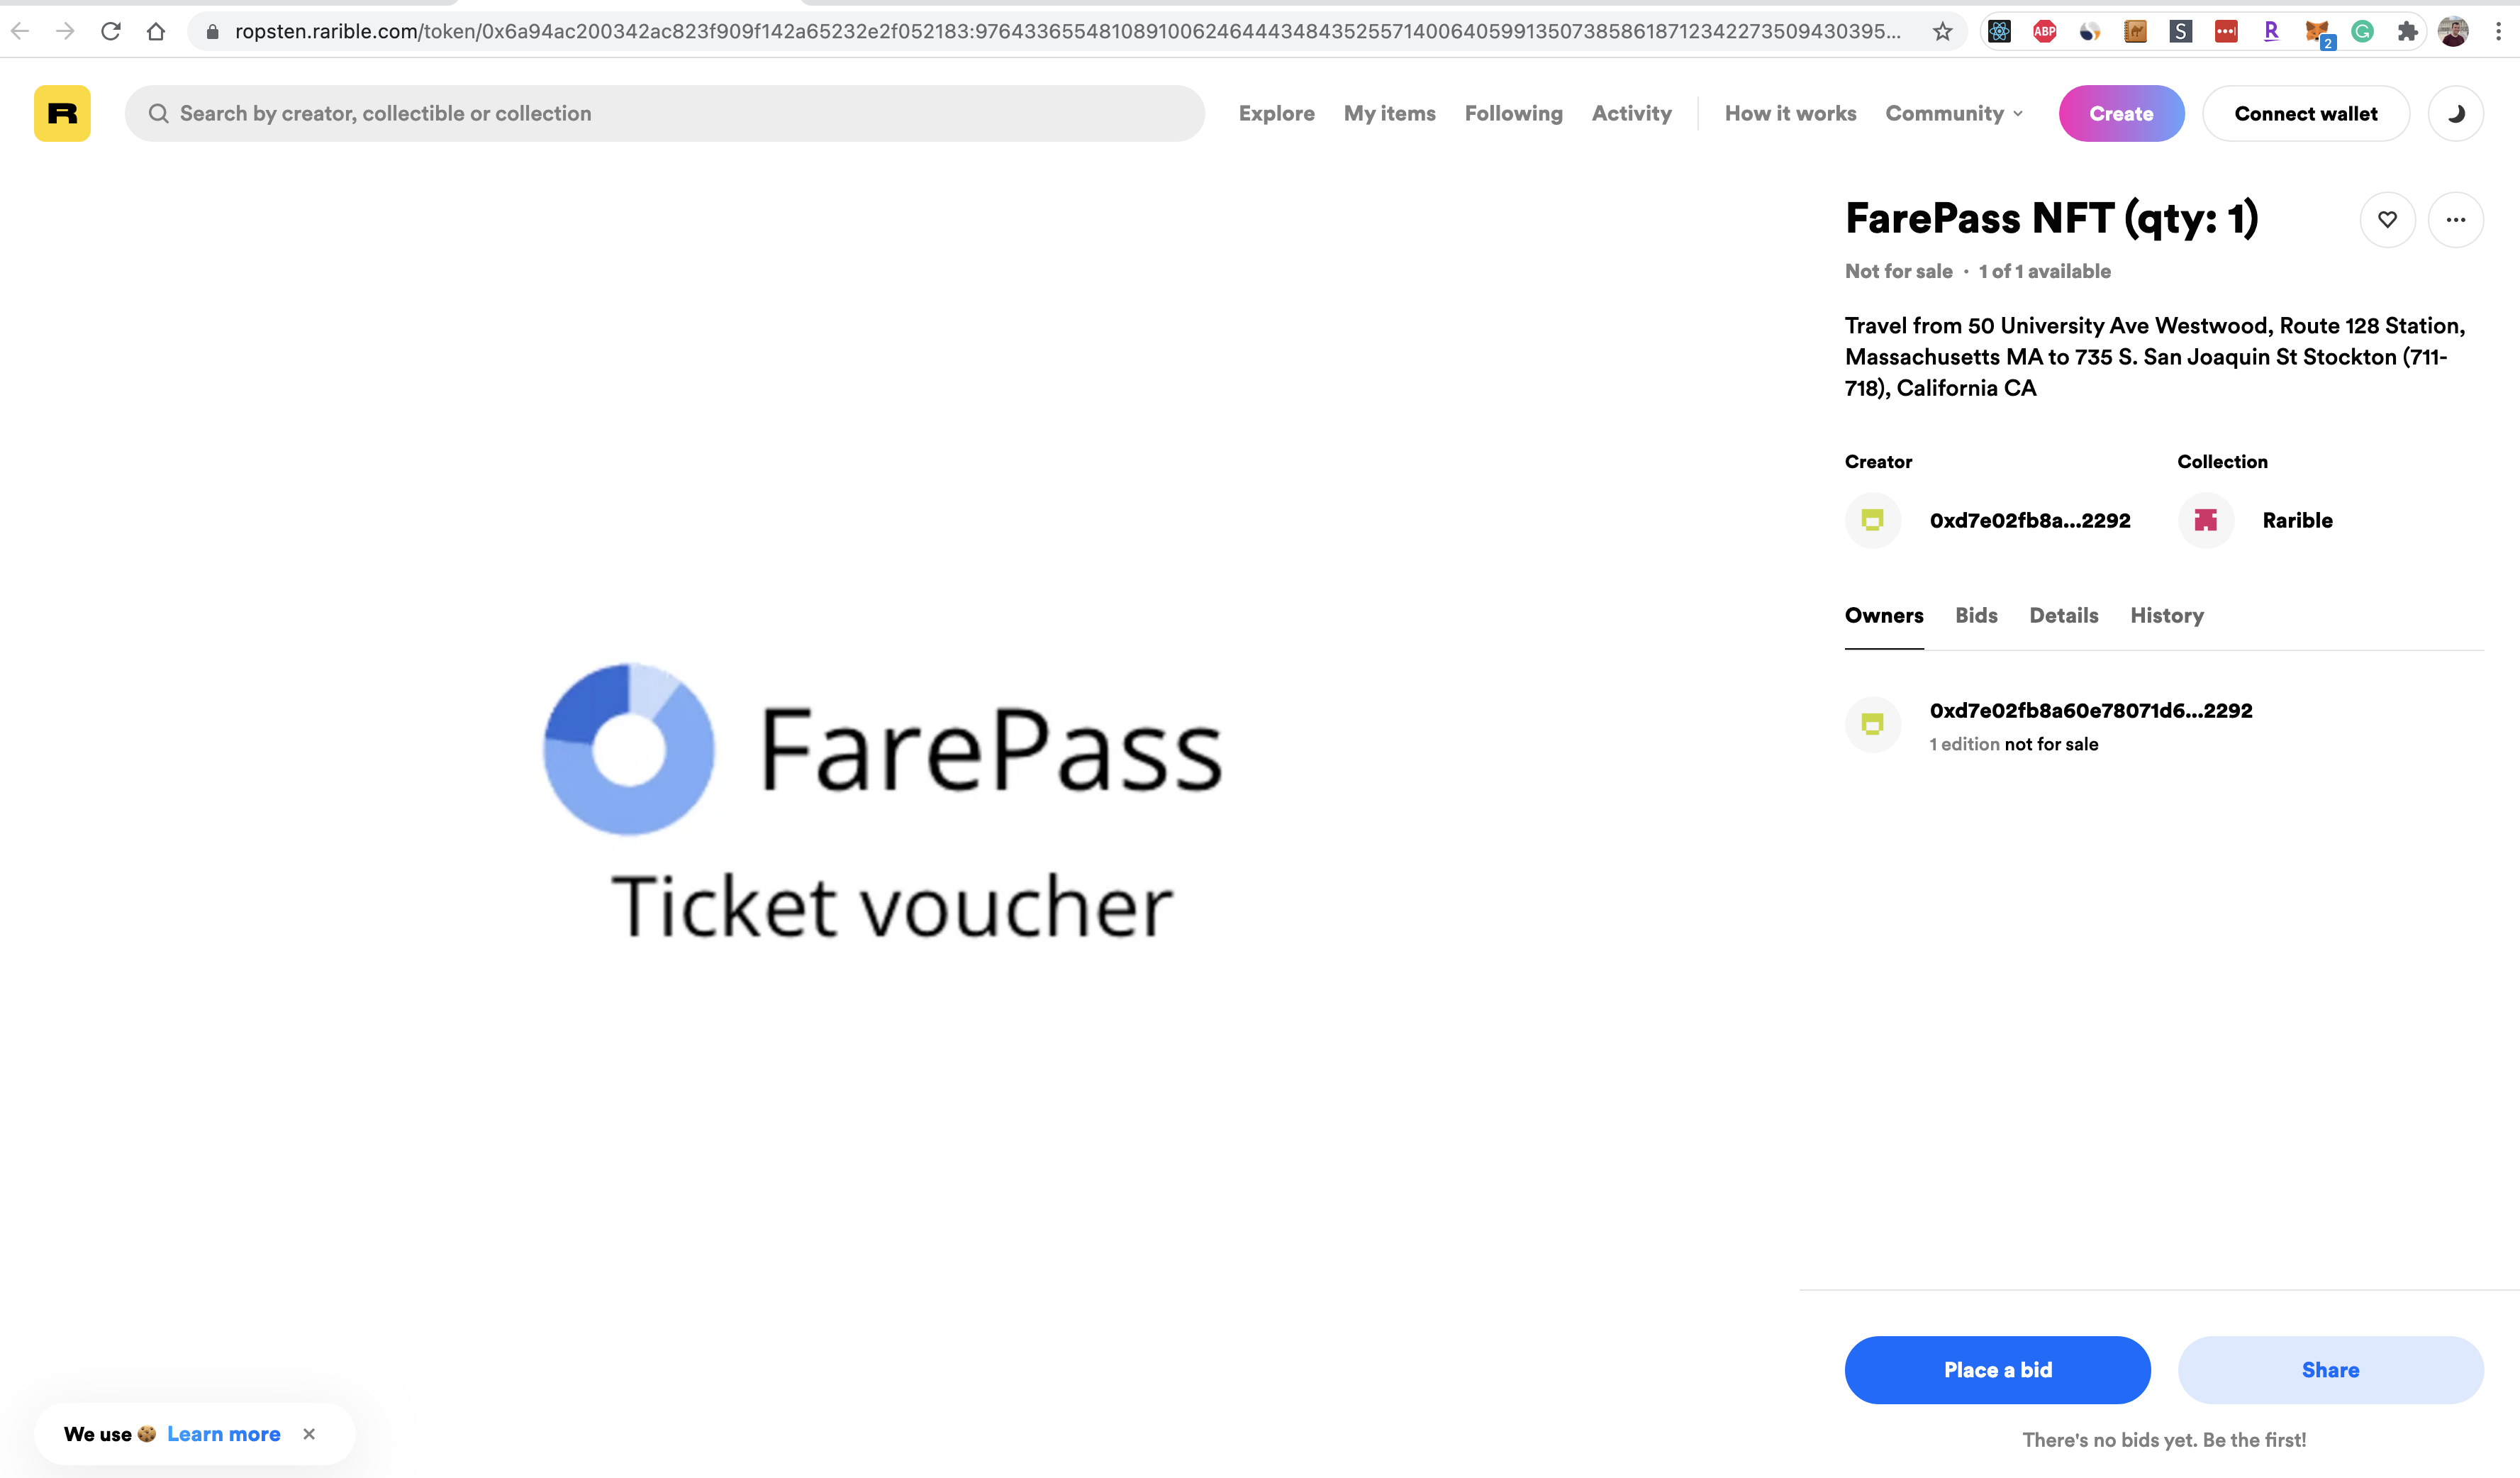 ropsten.rarible.com/token/0x6a94ac200342ac823f909f142a65232e2f052183:97643365548108910062464443484352557140064059913507385861871234227350943039​5...
ABP
S
R
2
G
R
Search by creator, collectible or collection
Explore My items Following Activity How it works Community Create Connect wallet
FarePass NFT (qty: 1)
Not for sale · 1 of 1 available
Travel from 50 University Ave Westwood, Route 128 Station,
Massachusetts MA to 735 S. San Joaquin St Stockton (711-
718), California CA
Creator Collection
0xd7e02fb8a...2292 Rarible
Owners Bids Details History
0xd7e02fb8a60e78071d6...2292
1 edition not for sale
FarePass
Ticket voucher
Place a bid Share
There's no bids yet. Be the first!
We use 🍪 Learn more ×